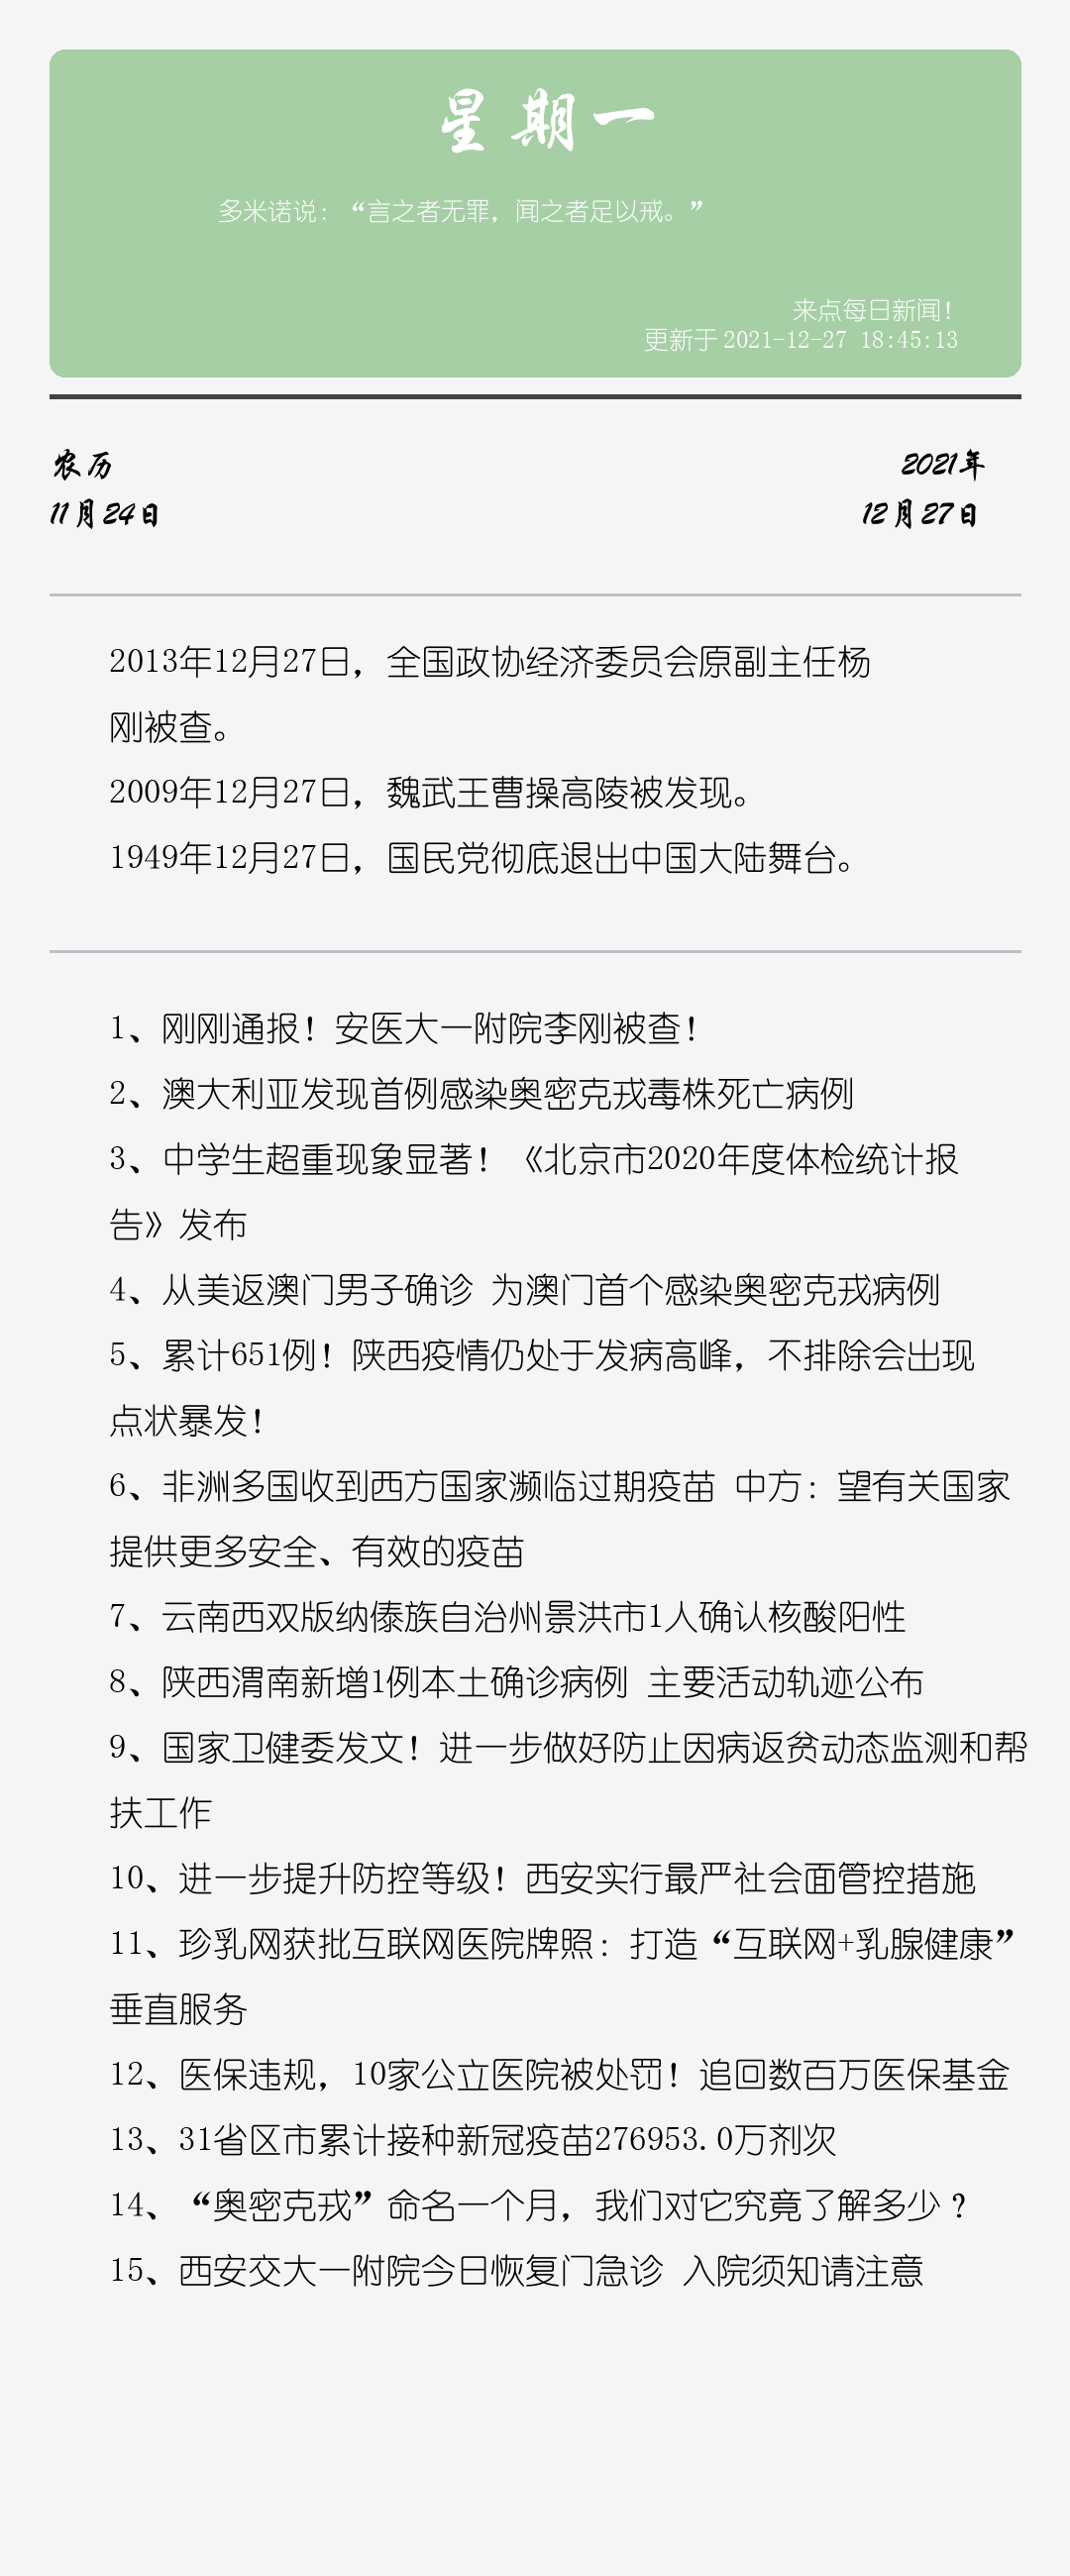 星期一
多米诺说：“言之者无罪，闻之者足以戒。”
来点每日新闻！
更新于 2021-12-27 18:45:13
农历
2021年
11月24日
12月27日
2013年12月27日，全国政协经济委员会原副主任杨
刚被查。
2009年12月27日，魏武王曹操高陵被发现。
1949年12月27日，国民党彻底退出中国大陆舞台。
1、刚刚通报！安医大一附院李刚被查！
2、澳大利亚发现首例感染奥密克戎毒株死亡病例
3、中学生超重现象显著！《北京市2020年度体检统计报
告》发布
4、从美返澳门男子确诊 为澳门首个感染奥密克戎病例
5、累计651例！陕西疫情仍处于发病高峰，不排除会出现
点状暴发！
6、非洲多国收到西方国家濒临过期疫苗 中方：望有关国家
提供更多安全、有效的疫苗
7、云南西双版纳傣族自治州景洪市1人确认核酸阳性
8、陕西渭南新增1例本土确诊病例 主要活动轨迹公布
9、国家卫健委发文！进一步做好防止因病返贫动态监测和帮
扶工作
10、进一步提升防控等级！西安实行最严社会面管控措施
11、珍乳网获批互联网医院牌照：打造“互联网+乳腺健康”
垂直服务
12、医保违规，10家公立医院被处罚！追回数百万医保基金
13、31省区市累计接种新冠疫苗276953.0万剂次
14、“奥密克戎”命名一个月，我们对它究竟了解多少？
15、西安交大一附院今日恢复门急诊 入院须知请注意